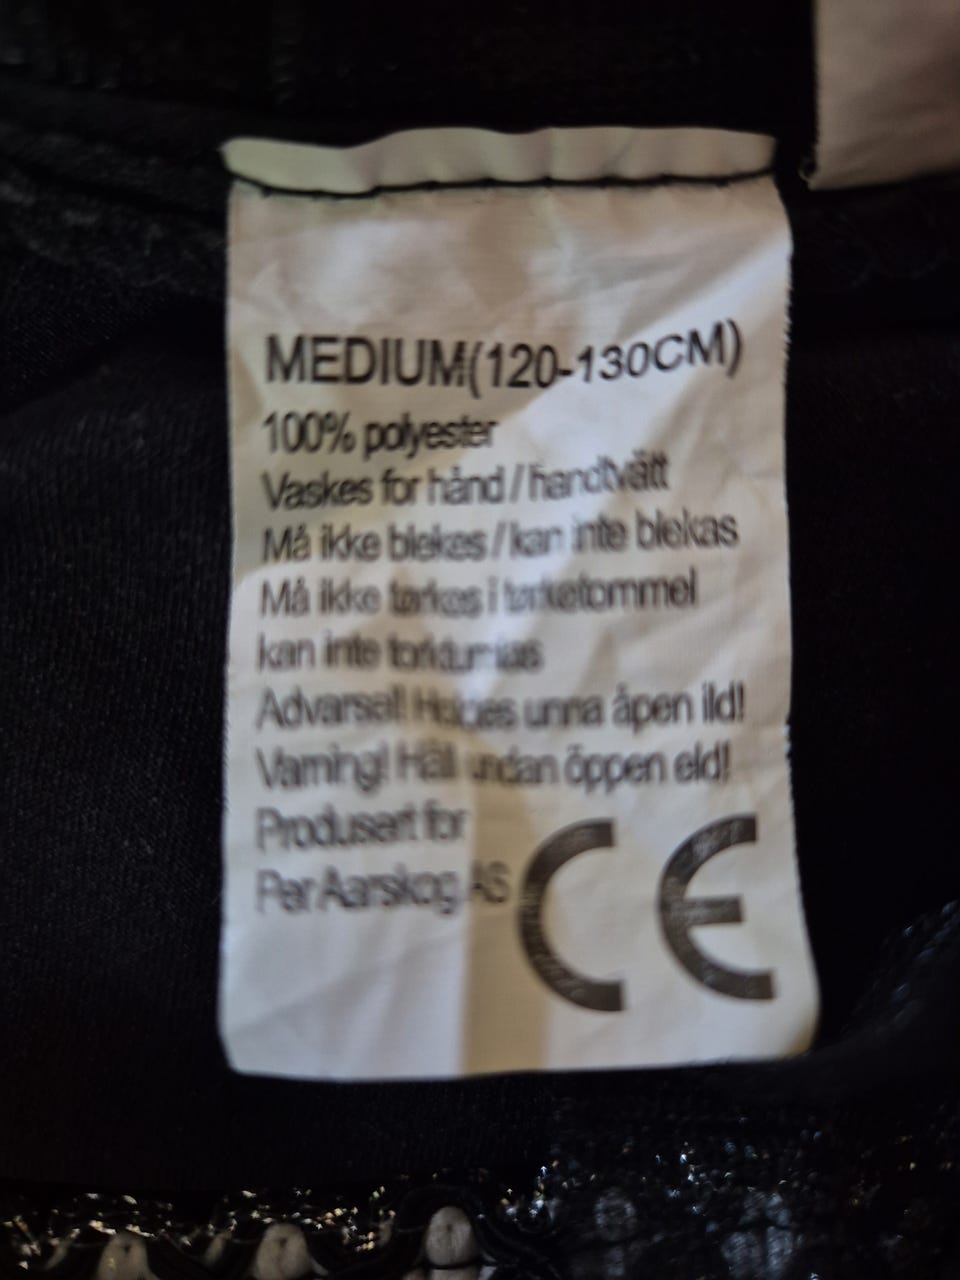 MEDIUM(120-130CM)
100% polyester
Vaskes for hånd / handtvätt
Må ikke blekes / kan inte blekas
Må ikke tørkes i tørketommel
kan inte torktumlas
Advarsel! Holdes unna åpen ild!
Varning! Håll undan öppen eld!
Produsert for
Per Aarskog AS
CE